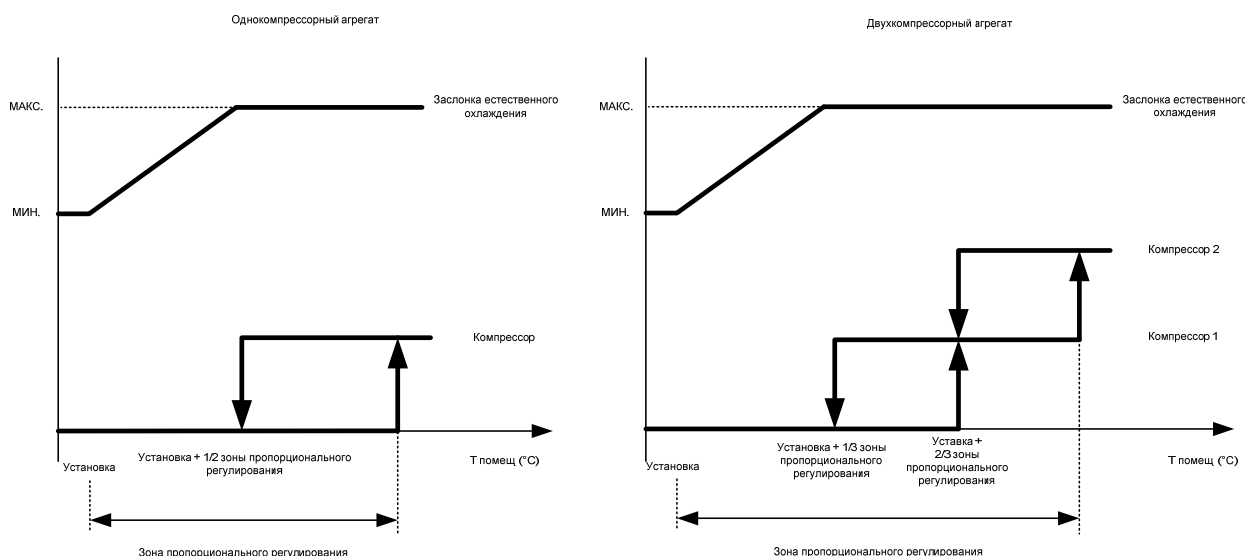 Однокомпрессорный агрегат
МАКС.
Заслонка естественного
охлаждения
МИН.
Компрессор
Установка
Установка + 1/2 зоны пропорционального
регулирования
Т помещ (°C)
Зона пропорционального регулирования
Двухкомпрессорный агрегат
МАКС.
Заслонка естественного
охлаждения
МИН.
Компрессор 2
Компрессор 1
Установка
Установка + 1/3 зоны
пропорционального
регулирования
Уставка +
2/3 зоны
пропорционального
регулирования
Т помещ (°C)
Зона пропорционального регулирования